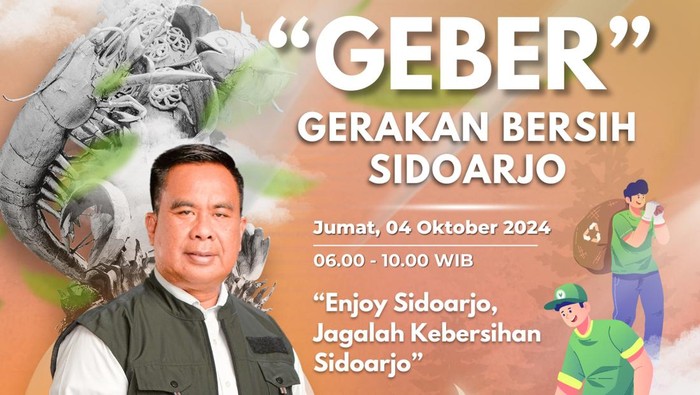 “GEBER”
GERAKAN BERSIH
SIDOARJO
Jumat, 04 Oktober 2024
06.00 - 10.00 WIB
“Enjoy Sidoarjo,
Jagalah Kebersihan
Sidoarjo”